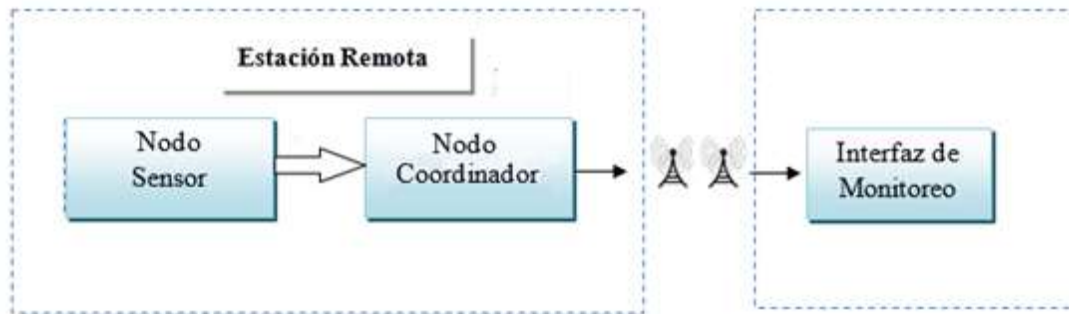 Estación Remota
Nodo
Sensor
Nodo
Coordinador
Interfaz de
Monitoreo